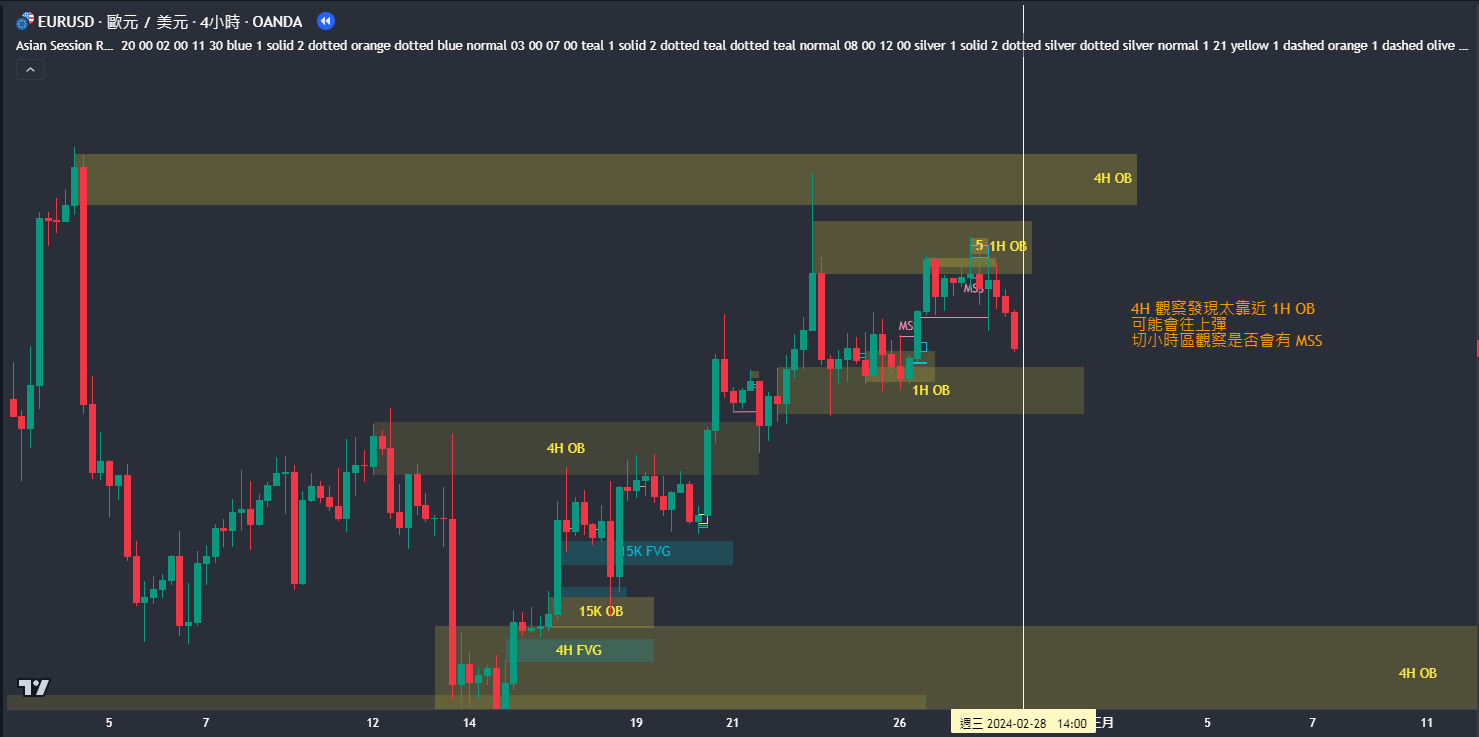 EURUSD · 歐元 / 美元 · 4小時 · OANDA
Asian Session R... 20 00 02 00 11 30 blue 1 solid 2 dotted orange dotted blue normal 03 00 07 00 teal 1 solid 2 dotted teal dotted teal normal 08 00 12 00 silver 1 solid 2 dotted silver dotted silver normal 1 21 yellow 1 dashed orange 1 dashed olive ...
4H OB
5 1H OB
MSS
4H 觀察發現太靠近 1H OB
可能會往上彈
切小時區觀察是否會有 MSS
MS
1H OB
4H OB
15K FVG
15K OB
4H FVG
4H OB
5 7 12 14 19 21 26 週三 2024-02-28 14:00 三月 5 7 11